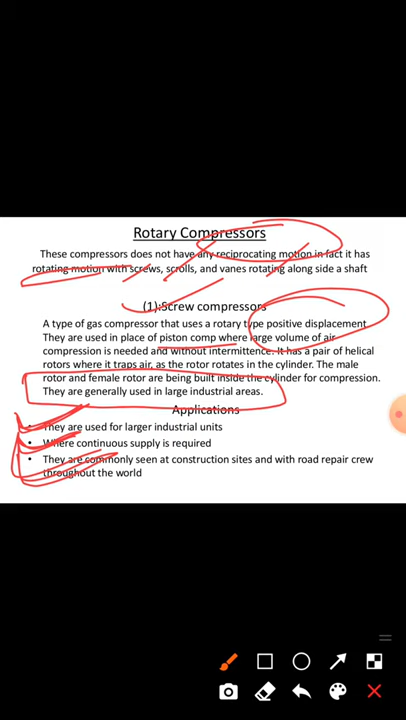 Rotary Compressors
These compressors does not have any reciprocating motion in fact it has
rotating motion with screws, scrolls, and vanes rotating along side a shaft
(1):Screw compressors
A type of gas compressor that uses a rotary type positive displacement
They are used in place of piston comp where large volume of air
compression is needed and without intermittence. It has a pair of helical
rotors where it traps air, as the rotor rotates in the cylinder. The male
rotor and female rotor are being built inside the cylinder for compression.
They are generally used in large industrial areas.
Applications
• They are used for larger industrial units
• Where continuous supply is required
• They are commonly seen at construction sites and with road repair crew
throughout the world